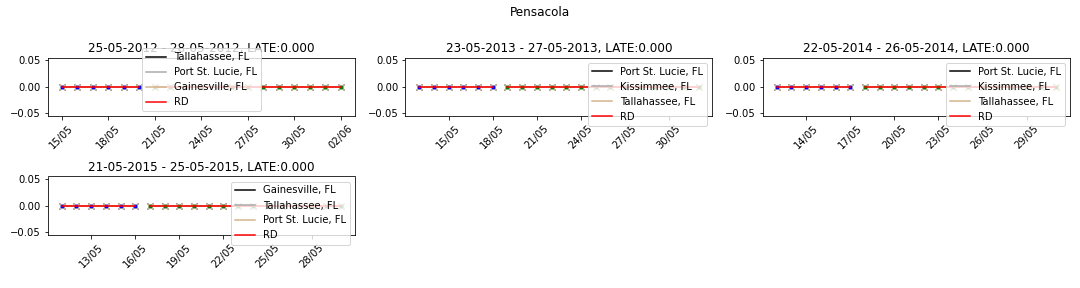 Pensacola
25-05-2012 - 28-05-2012, LATE:0.000
0.05
0.00
−0.05
Tallahassee, FL
Port St. Lucie, FL
Gainesville, FL
RD
15/05 18/05 21/05 24/05 27/05 30/05 02/06
23-05-2013 - 27-05-2013, LATE:0.000
0.05
0.00
−0.05
Port St. Lucie, FL
Kissimmee, FL
Tallahassee, FL
RD
15/05 18/05 21/05 24/05 27/05 30/05
22-05-2014 - 26-05-2014, LATE:0.000
0.05
0.00
−0.05
Port St. Lucie, FL
Kissimmee, FL
Tallahassee, FL
RD
14/05 17/05 20/05 23/05 26/05 29/05
21-05-2015 - 25-05-2015, LATE:0.000
0.05
0.00
−0.05
Gainesville, FL
Tallahassee, FL
Port St. Lucie, FL
RD
13/05 16/05 19/05 22/05 25/05 28/05